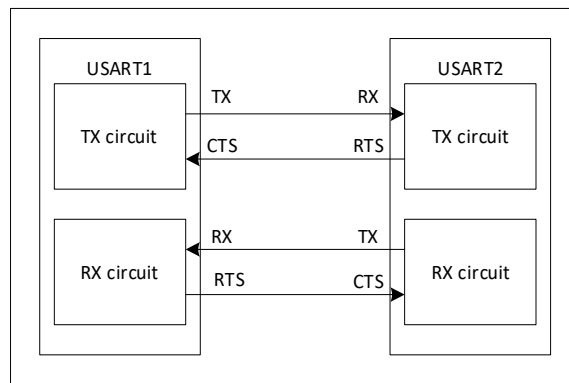 USART1 USART2
TX RX
TX circuit TX circuit
CTS RTS
RX TX
RX circuit RX circuit
RTS CTS